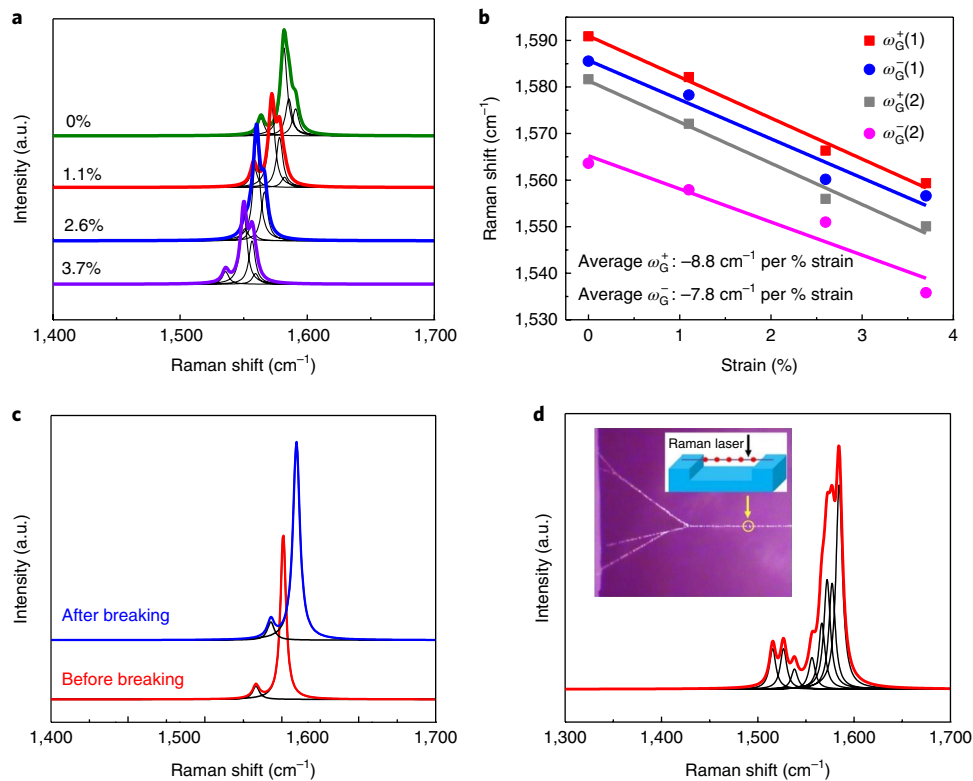 a
Intensity (a.u.)
0%
1.1%
2.6%
3.7%
1,400 1,500 1,600 1,700
Raman shift (cm⁻¹)
b
Raman shift (cm⁻¹)
1,590
1,580
1,570
1,560
1,550
1,540
1,530
ω_G⁺(1)
ω_G⁻(1)
ω_G⁺(2)
ω_G⁻(2)
Average ω_G⁺: –8.8 cm⁻¹ per % strain
Average ω_G⁻: –7.8 cm⁻¹ per % strain
0 1 2 3 4
Strain (%)
c
Intensity (a.u.)
After breaking
Before breaking
1,400 1,500 1,600 1,700
Raman shift (cm⁻¹)
d
Intensity (a.u.)
Raman laser
1,300 1,400 1,500 1,600 1,700
Raman shift (cm⁻¹)